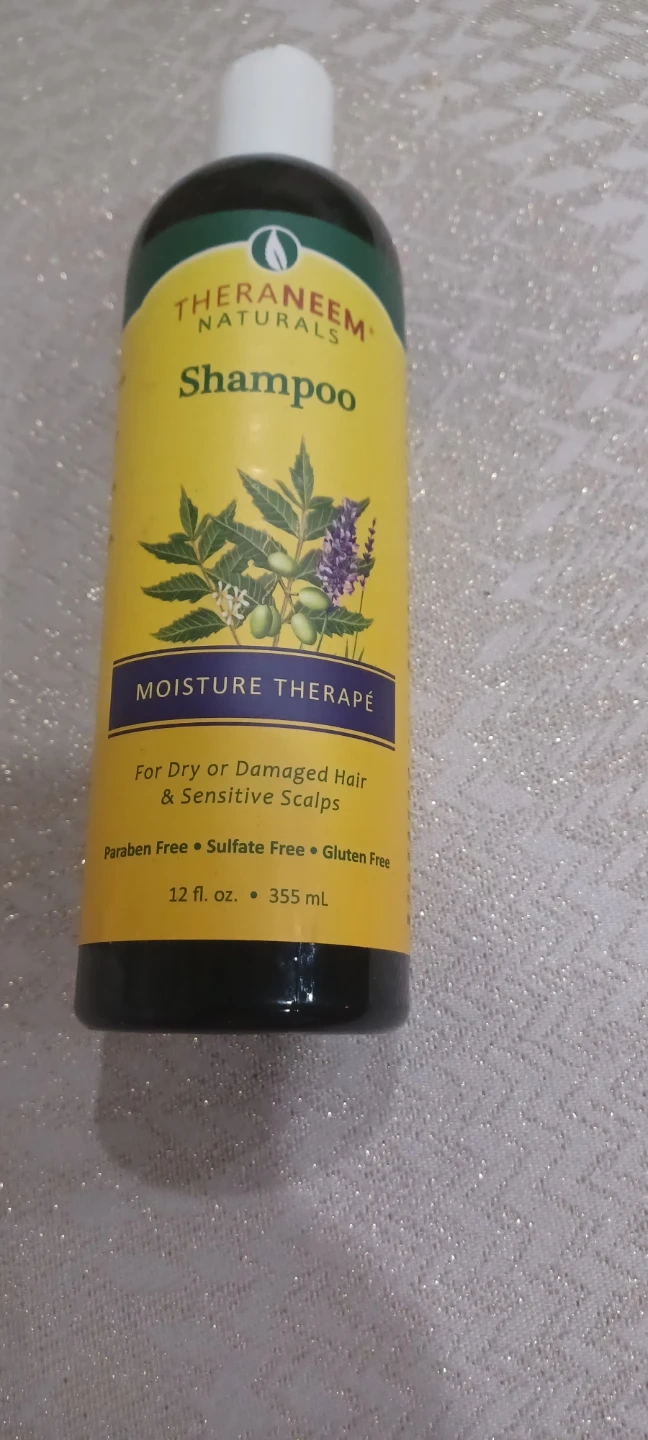 THERANEEM®
NATURALS
Shampoo
MOISTURE THERAPÉ
For Dry or Damaged Hair
& Sensitive Scalps
Paraben Free • Sulfate Free • Gluten Free
12 fl. oz. • 355 mL